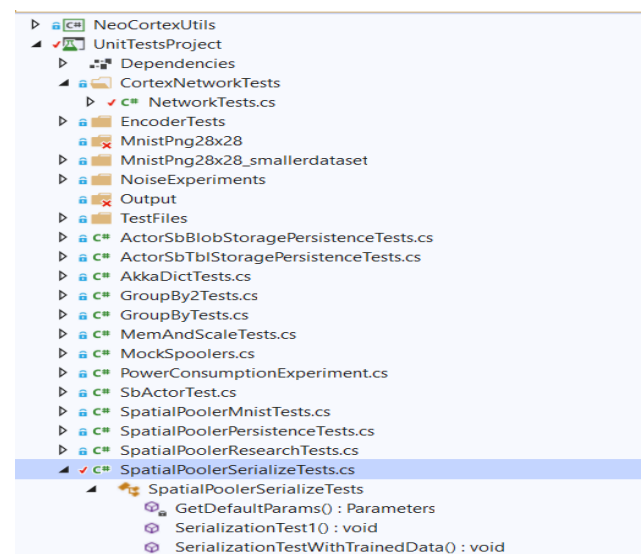 C# NeoCortexUtils
UnitTestsProject
Dependencies
CortexNetworkTests
C# NetworkTests.cs
EncoderTests
MnistPng28x28
MnistPng28x28_smallerdataset
NoiseExperiments
Output
TestFiles
C# ActorSbBlobStoragePersistenceTests.cs
C# ActorSbTblStoragePersistenceTests.cs
C# AkkaDictTests.cs
C# GroupBy2Tests.cs
C# GroupByTests.cs
C# MemAndScaleTests.cs
C# MockSpoolers.cs
C# PowerConsumptionExperiment.cs
C# SbActorTest.cs
C# SpatialPoolerMnistTests.cs
C# SpatialPoolerPersistenceTests.cs
C# SpatialPoolerResearchTests.cs
C# SpatialPoolerSerializeTests.cs
SpatialPoolerSerializeTests
GetDefaultParams() : Parameters
SerializationTest1() : void
SerializationTestWithTrainedData() : void